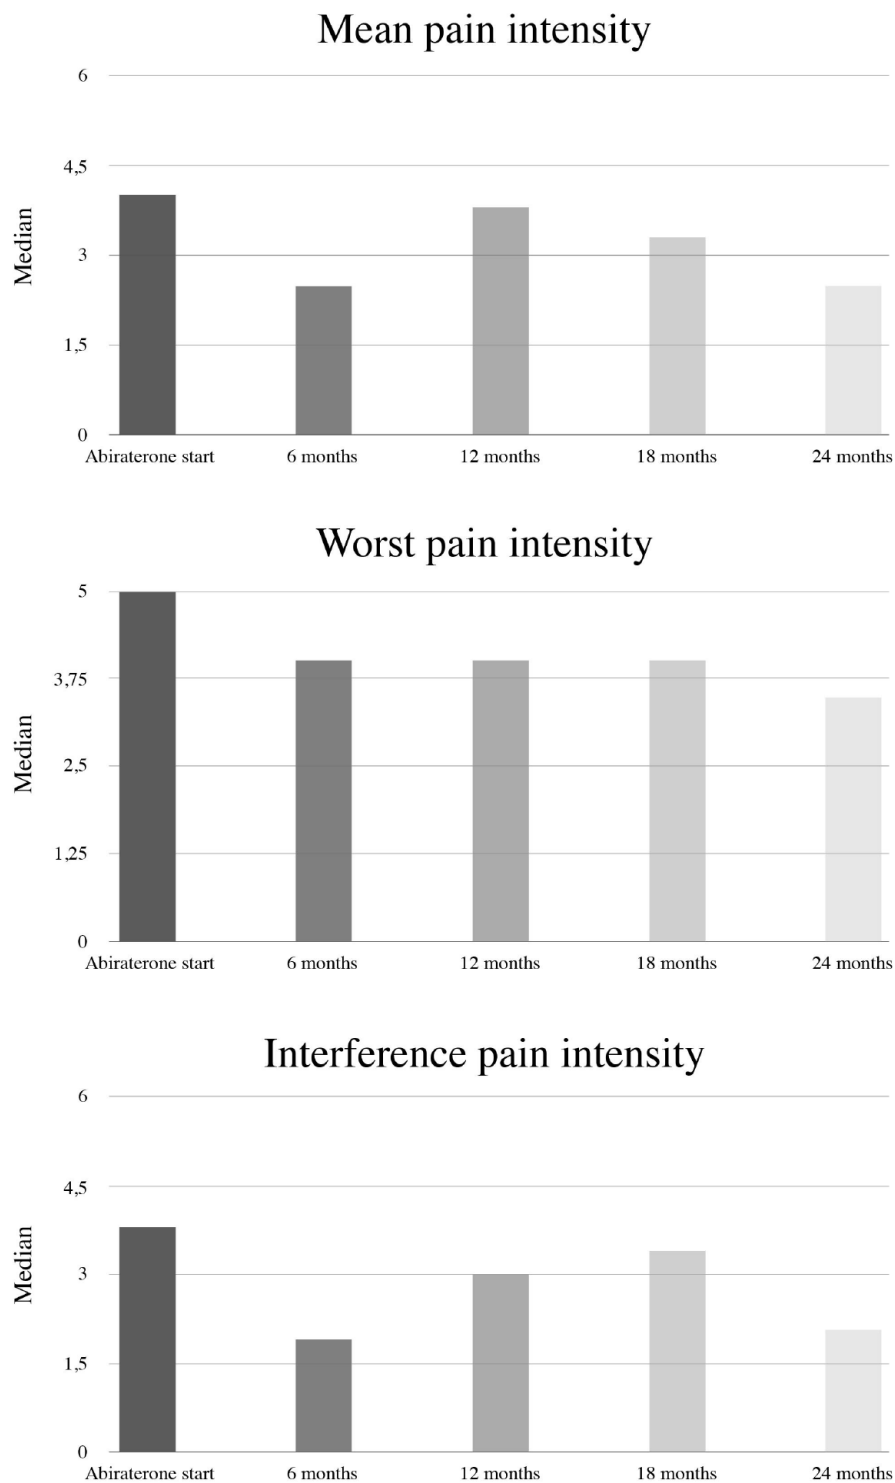 Mean pain intensity
6
4,5
3
1,5
0
Median
Abiraterone start 6 months 12 months 18 months 24 months
Worst pain intensity
5
3,75
2,5
1,25
0
Median
Abiraterone start 6 months 12 months 18 months 24 months
Interference pain intensity
6
4,5
3
1,5
0
Median
Abiraterone start 6 months 12 months 18 months 24 months